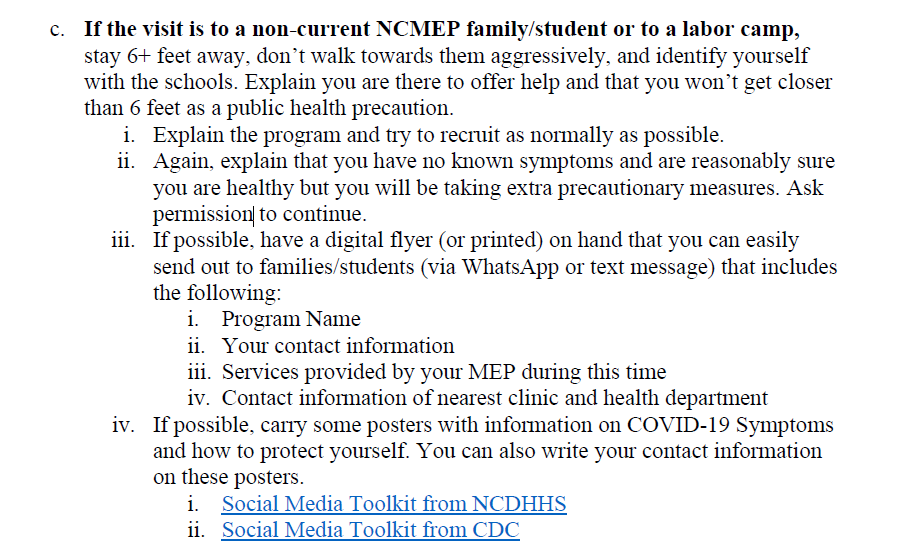 c. If the visit is to a non-current NCMEP family/student or to a labor camp,
stay 6+ feet away, don’t walk towards them aggressively, and identify yourself
with the schools. Explain you are there to offer help and that you won’t get closer
than 6 feet as a public health precaution.
i. Explain the program and try to recruit as normally as possible.
ii. Again, explain that you have no known symptoms and are reasonably sure
you are healthy but you will be taking extra precautionary measures. Ask
permission to continue.
iii. If possible, have a digital flyer (or printed) on hand that you can easily
send out to families/students (via WhatsApp or text message) that includes
the following:
i. Program Name
ii. Your contact information
iii. Services provided by your MEP during this time
iv. Contact information of nearest clinic and health department
iv. If possible, carry some posters with information on COVID-19 Symptoms
and how to protect yourself. You can also write your contact information
on these posters.
i. Social Media Toolkit from NCDHHS
ii. Social Media Toolkit from CDC